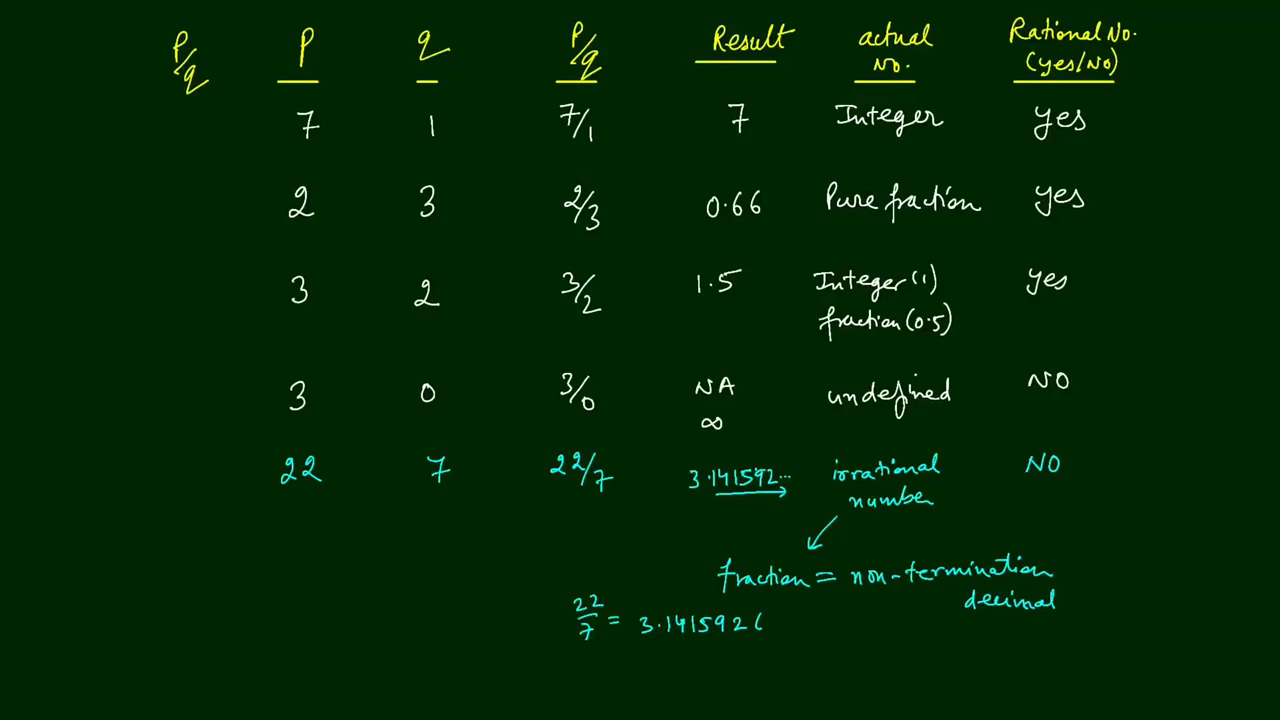 P/q P q P/q Result actual No. Rational No. (yes/No)
7 1 7/1 7 Integer yes
2 3 2/3 0.66 Pure fraction yes
3 2 3/2 1.5 Integer(1) yes
fraction(0.5)
3 0 3/0 NA undefined NO
∞
22 7 22/7 3.141592... irrational NO
number
fraction = non-termination
decimal
22/7 = 3.141592(